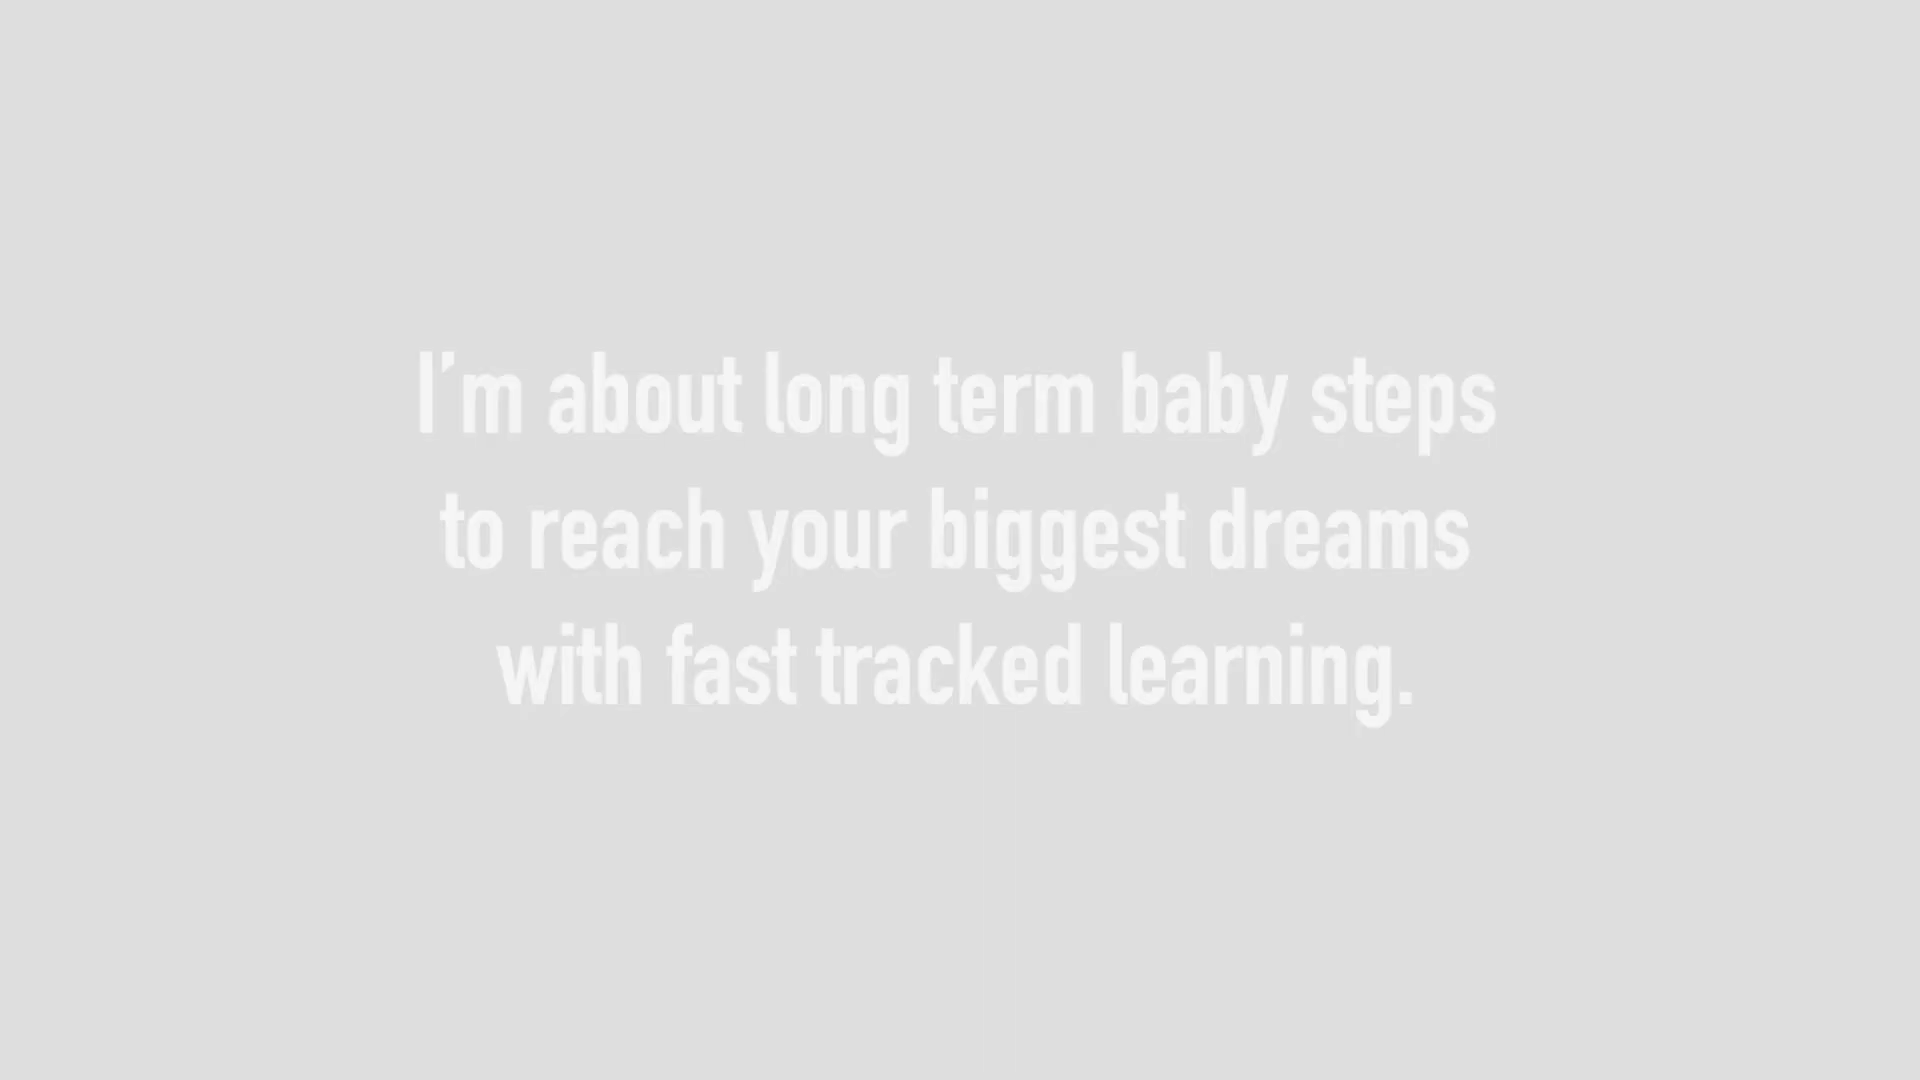 I´m about long term baby steps
to reach your biggest dreams
with fast tracked learning.